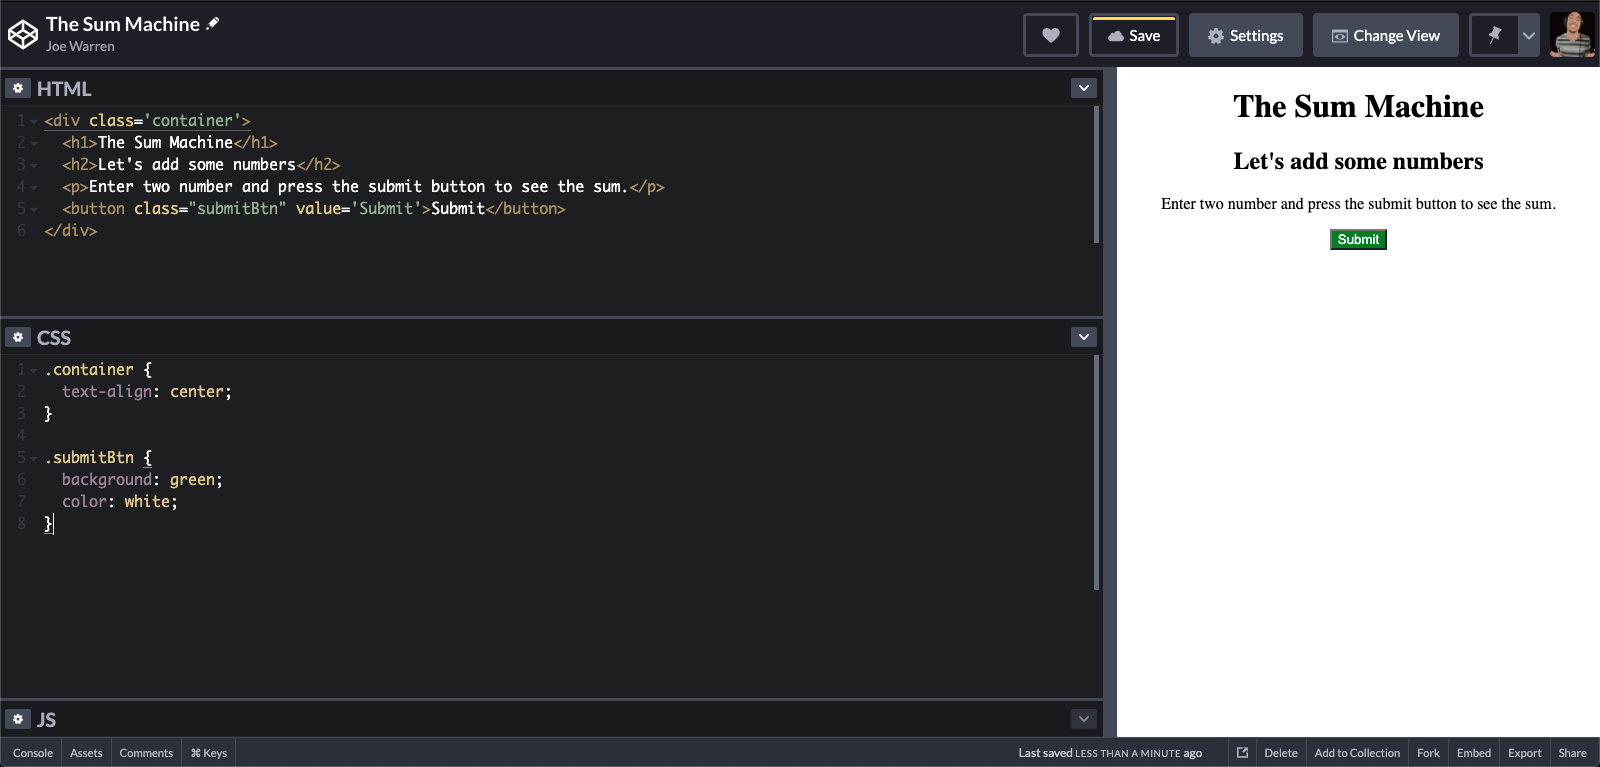 The Sum Machine
Joe Warren
Save
Settings
Change View
HTML
1 <div class='container'>
2   <h1>The Sum Machine</h1>
3   <h2>Let's add some numbers</h2>
4   <p>Enter two number and press the submit button to see the sum.</p>
5   <button class="submitBtn" value='Submit'>Submit</button>
6 </div>
CSS
1 .container {
2   text-align: center;
3 }
4
5 .submitBtn {
6   background: green;
7   color: white;
8 }
JS
The Sum Machine
Let's add some numbers
Enter two number and press the submit button to see the sum.
Submit
Console Assets Comments ⌘ Keys Last saved LESS THAN A MINUTE ago Delete Add to Collection Fork Embed Export Share